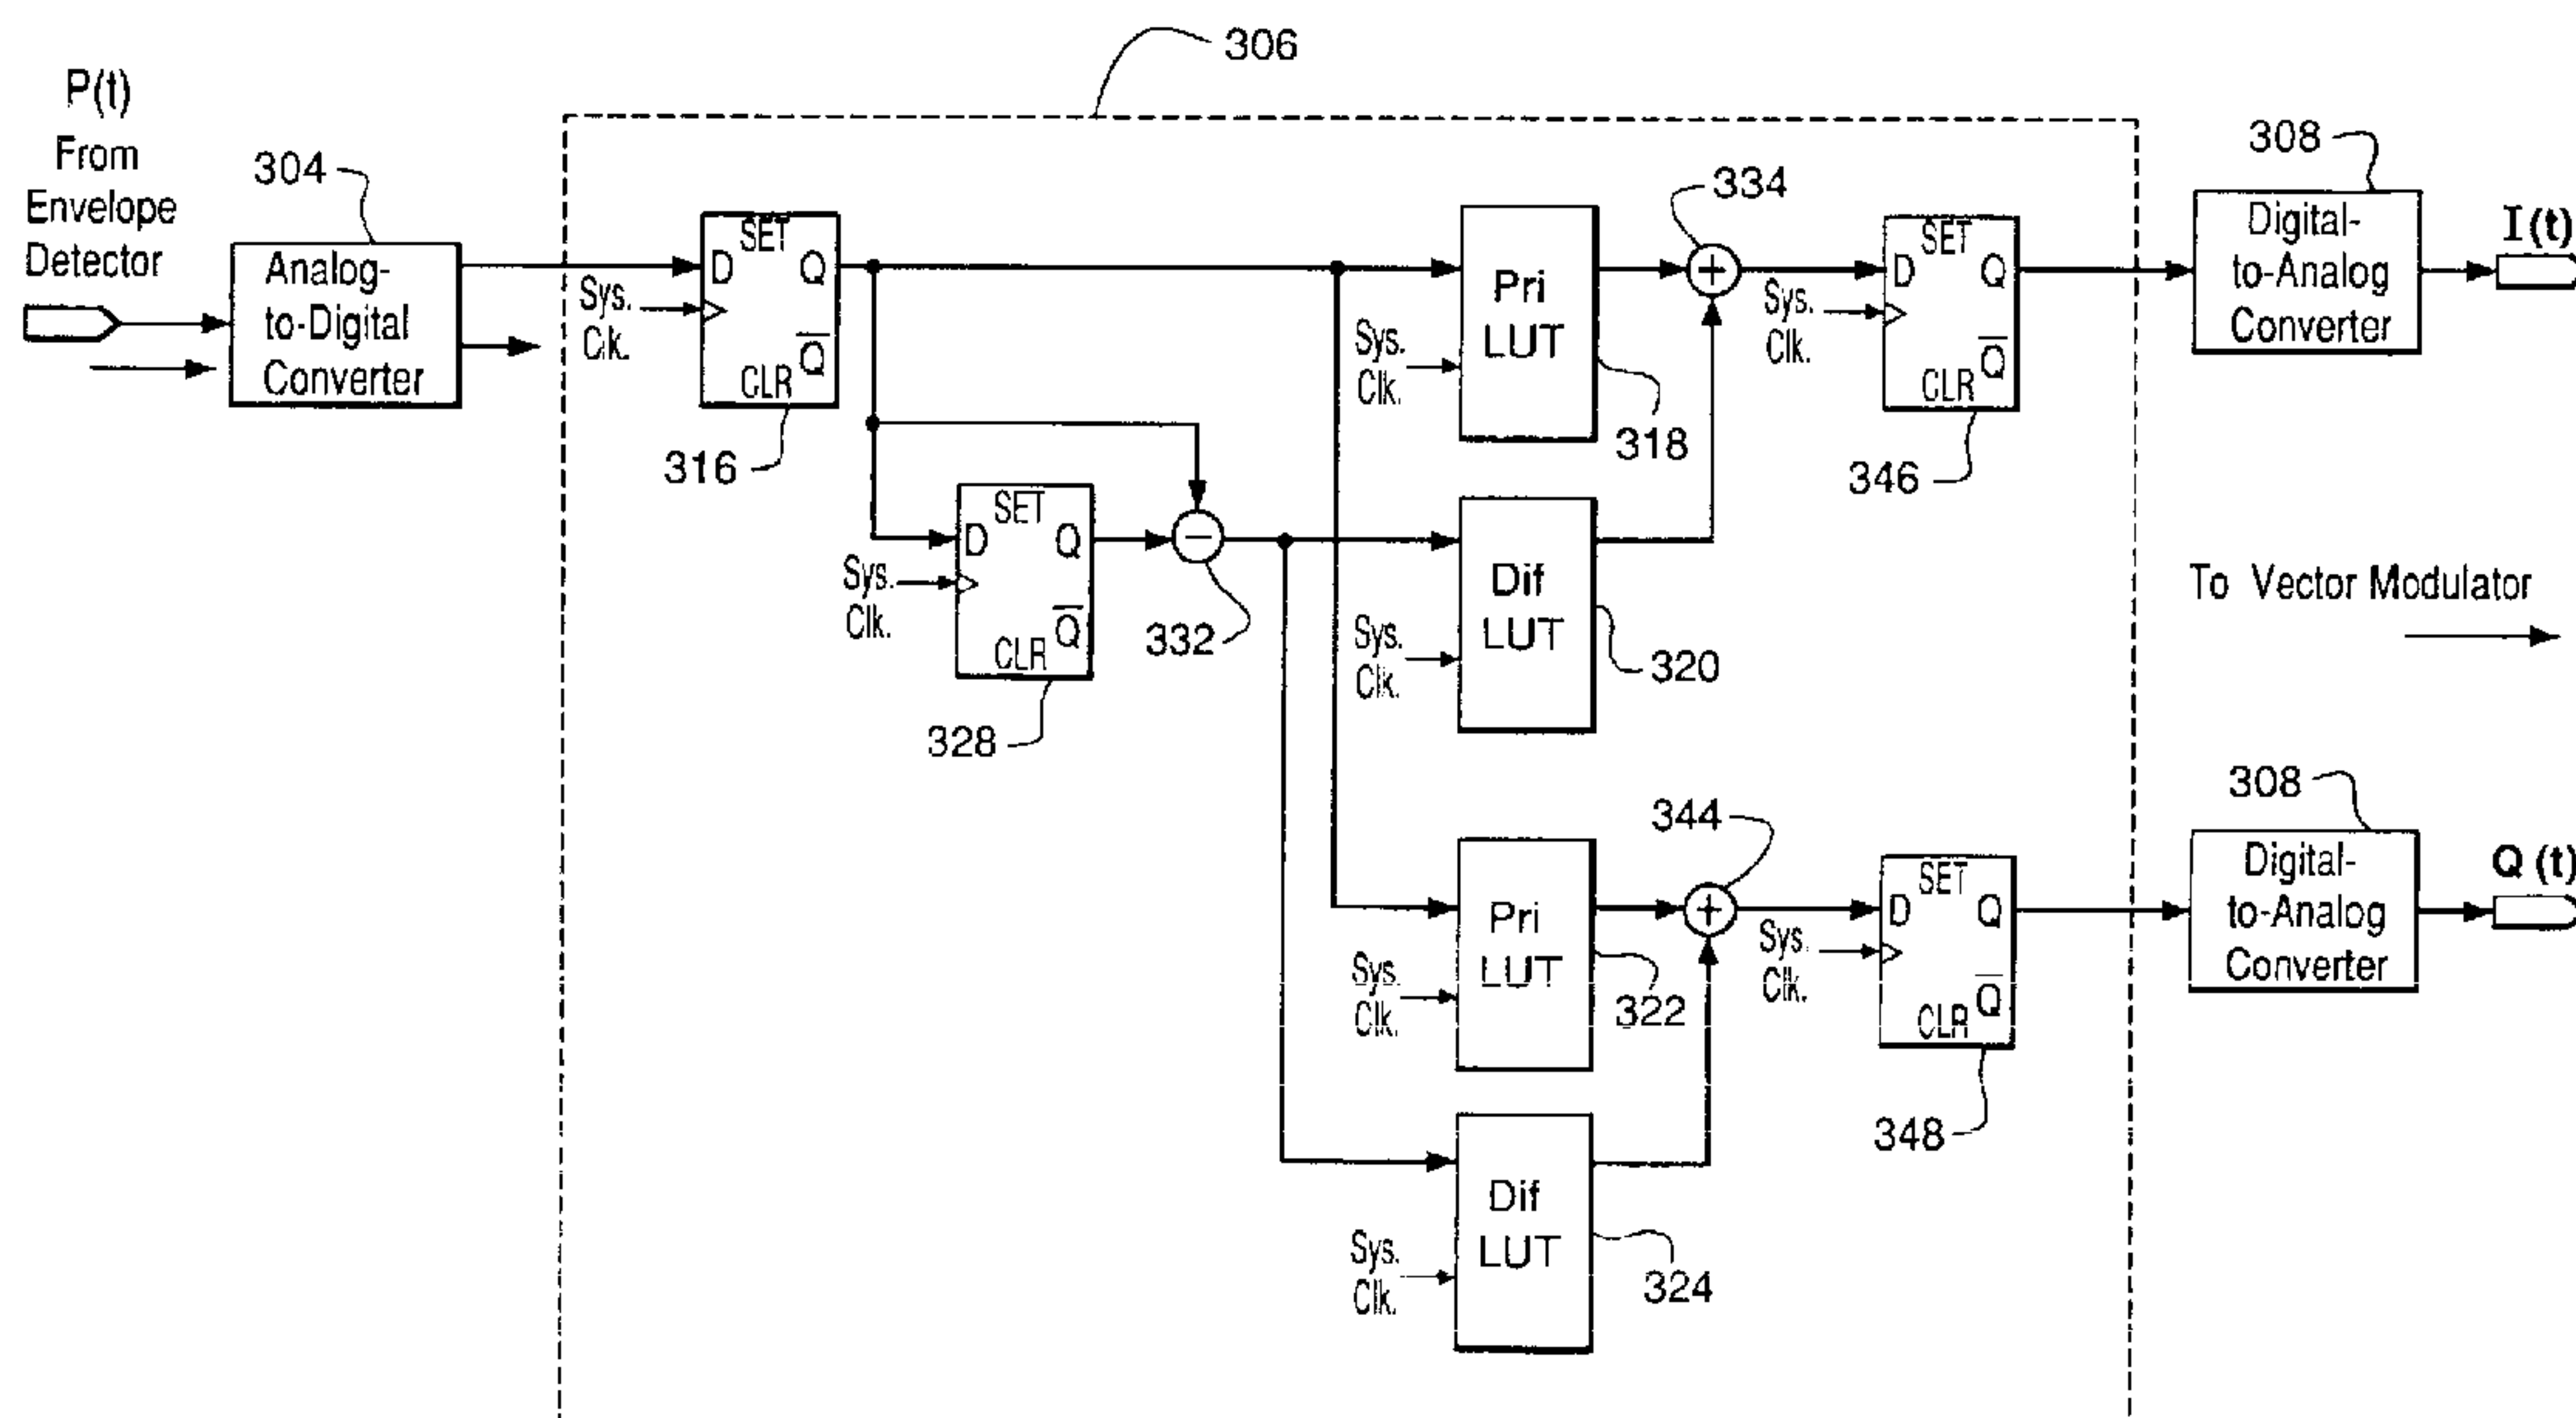 306
P(t)
From
Envelope
Detector
304
Analog-
to-Digital
Converter
Sys.
Clk.
SET
D Q
Q̅
CLR
316
Sys.
Clk.
SET
D Q
Q̅
CLR
328
332
Sys.
Clk.
Pri
LUT
318
Sys.
Clk.
Dif
LUT
320
Sys.
Clk.
Pri
LUT
322
Sys.
Clk.
Dif
LUT
324
334
+
−
Sys.
Clk.
SET
D Q
Q̅
CLR
346
344
+
Sys.
Clk.
SET
D Q
Q̅
CLR
348
308
Digital-
to-Analog
Converter
I (t)
To Vector Modulator
308
Digital-
to-Analog
Converter
Q (t)